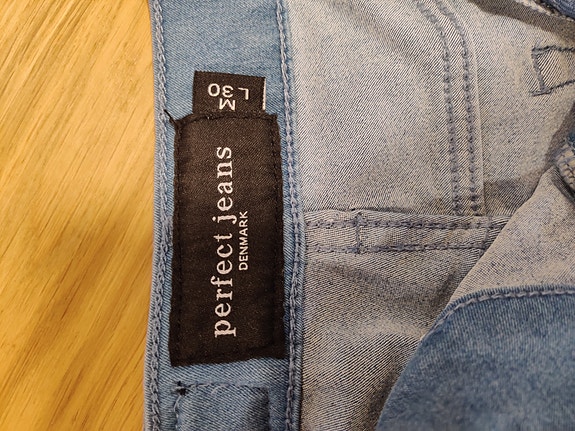 M
L 30
perfect jeans
DENMARK